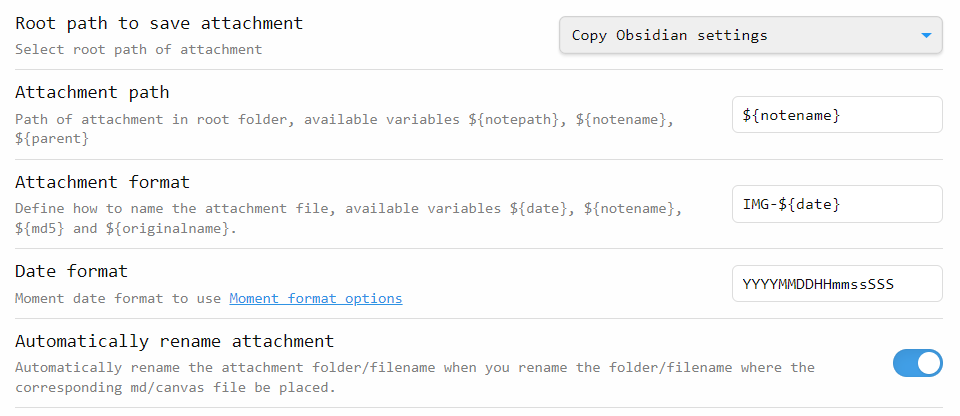 Root path to save attachment
Select root path of attachment
Copy Obsidian settings
Attachment path
Path of attachment in root folder, available variables ${notepath}, ${notename},
${parent}
${notename}
Attachment format
Define how to name the attachment file, available variables ${date}, ${notename},
${md5} and ${originalname}.
IMG-${date}
Date format
Moment date format to use Moment format options
YYYYMMDDHHmmssSSS
Automatically rename attachment
Automatically rename the attachment folder/filename when you rename the folder/filename where the
corresponding md/canvas file be placed.